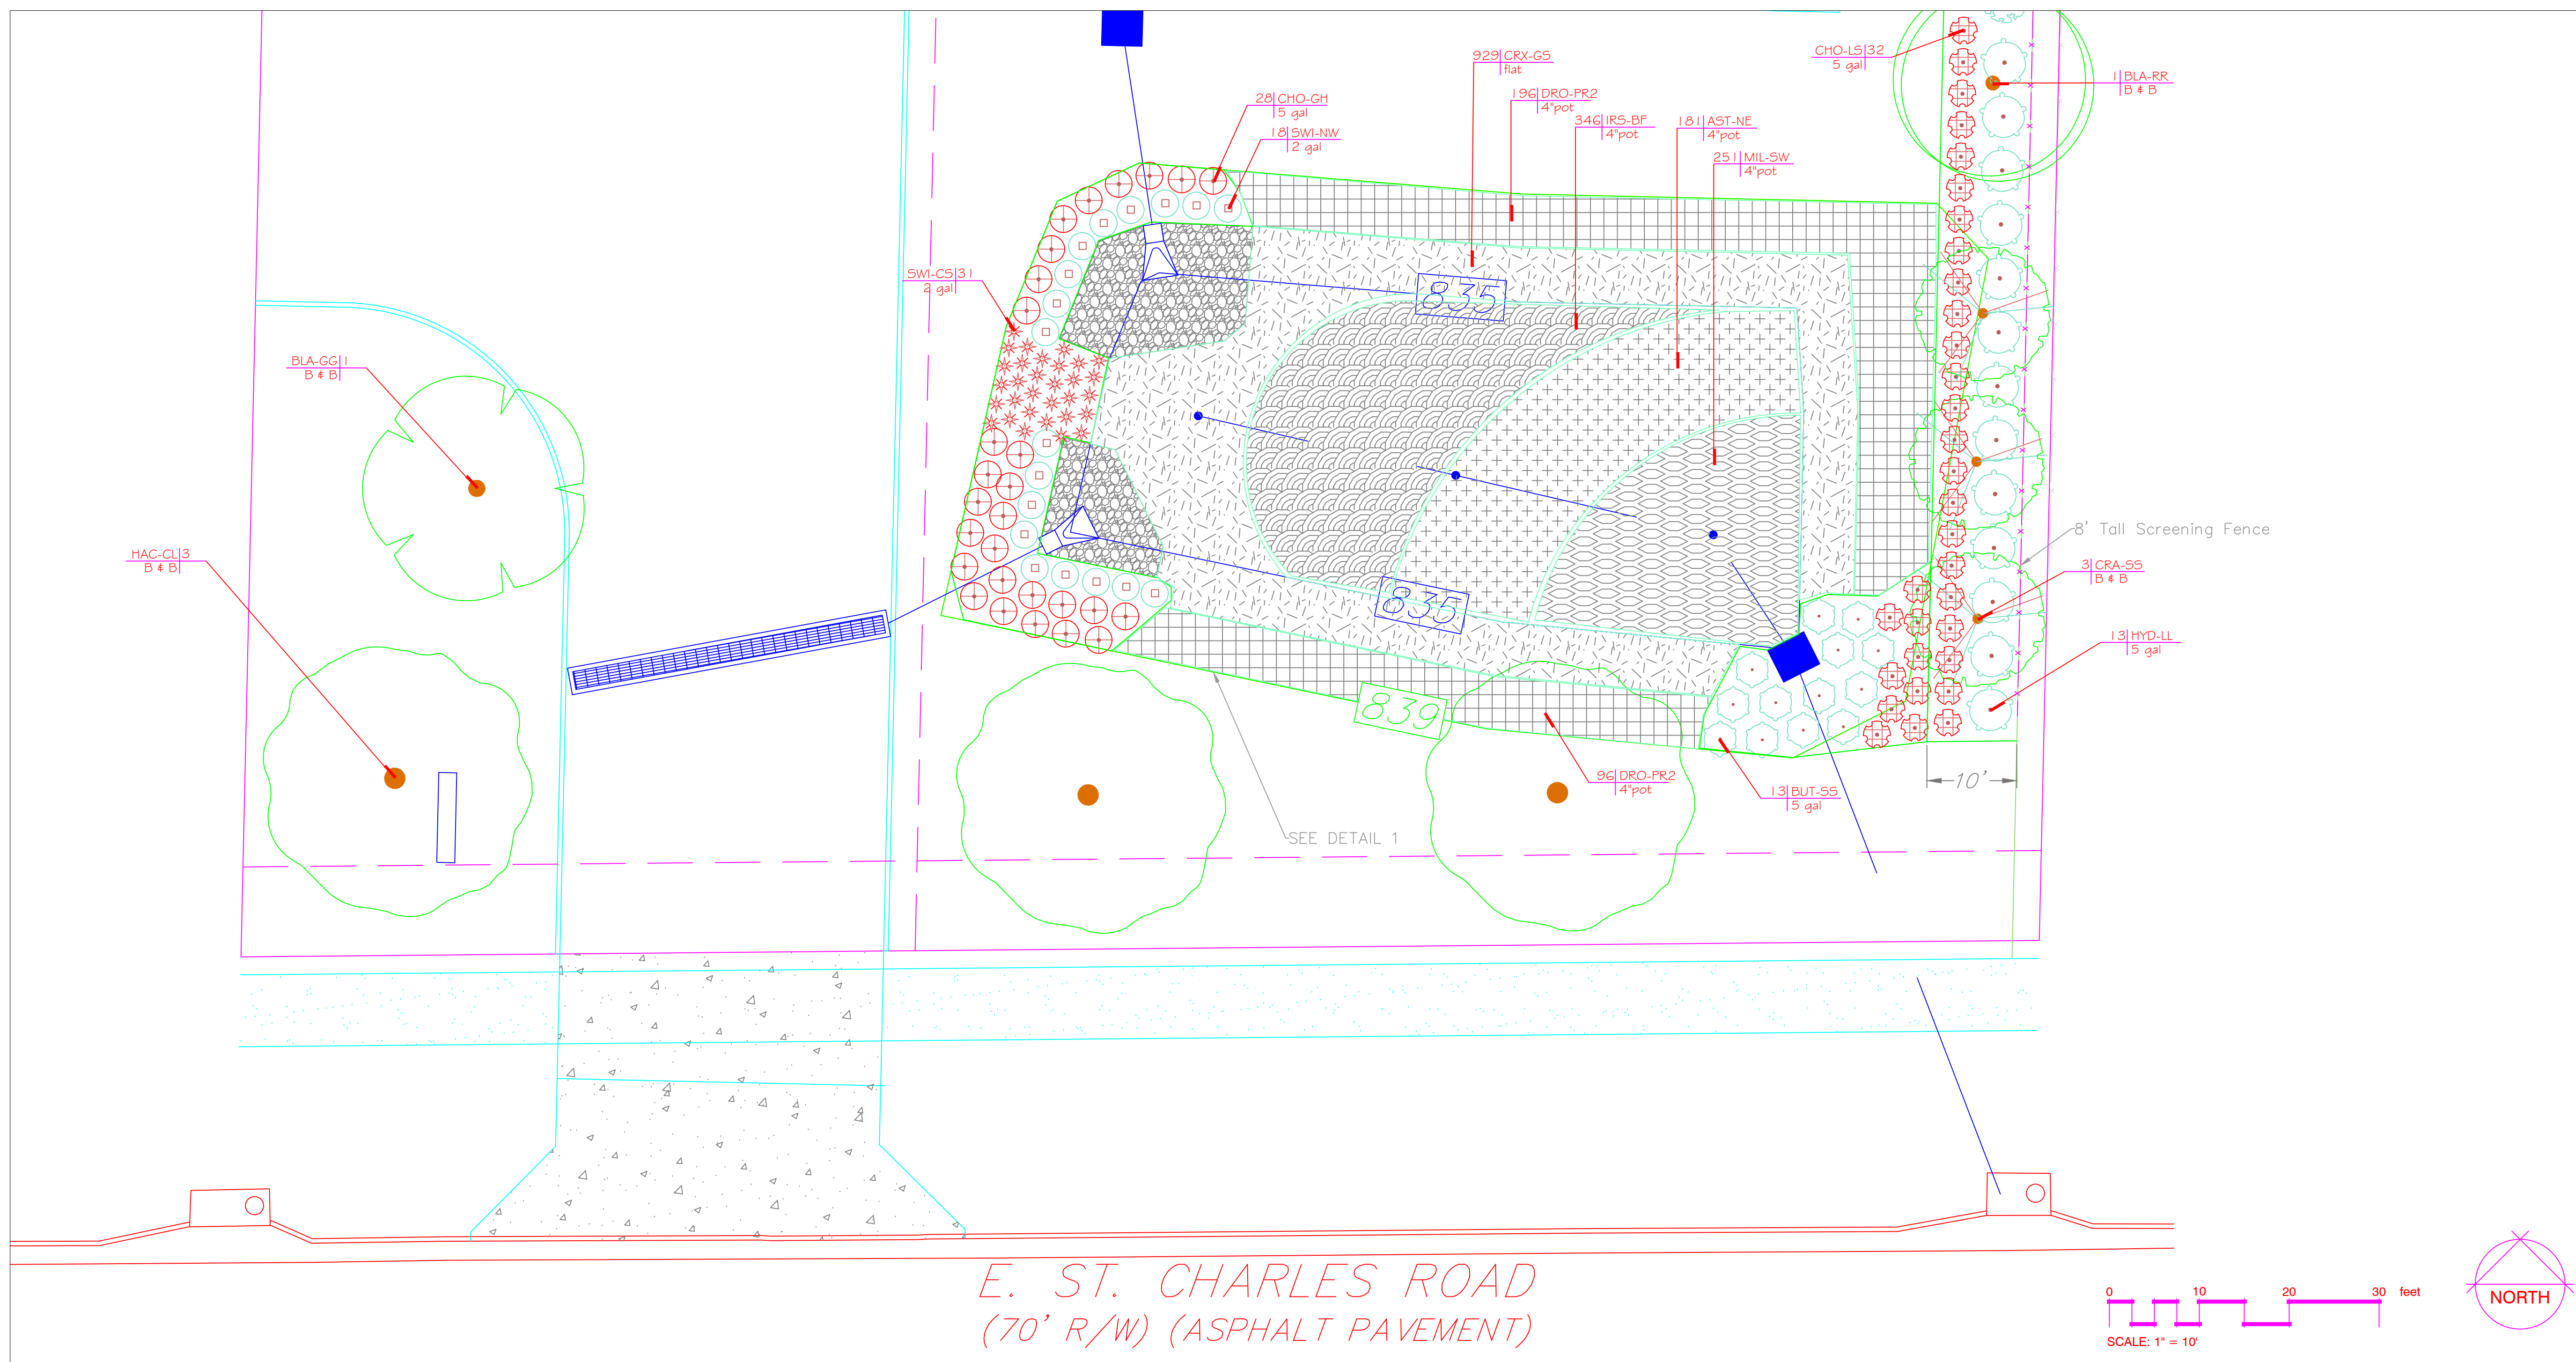 CHO-LS|32
5 gal
929|CRX-GS
flat
1|BLA-RR
B & B
196|DRO-PR2
4"pot
28|CHO-GH
5 gal
346|IRS-BF
4"pot
181|AST-NE
4"pot
18|SWI-NW
2 gal
251|MIL-SW
4"pot
SWI-CS|31
2 gal
835
BLA-GG|1
B & B
8' Tall Screening Fence
HAC-CL|3
B & B
3|CRA-SS
B & B
835
13|HYD-LL
5 gal
839
96|DRO-PR2
4"pot
10'
13|BUT-SS
5 gal
SEE DETAIL 1
E. ST. CHARLES ROAD
(70' R/W) (ASPHALT PAVEMENT)
0 10 20 30 feet
SCALE: 1" = 10'
NORTH